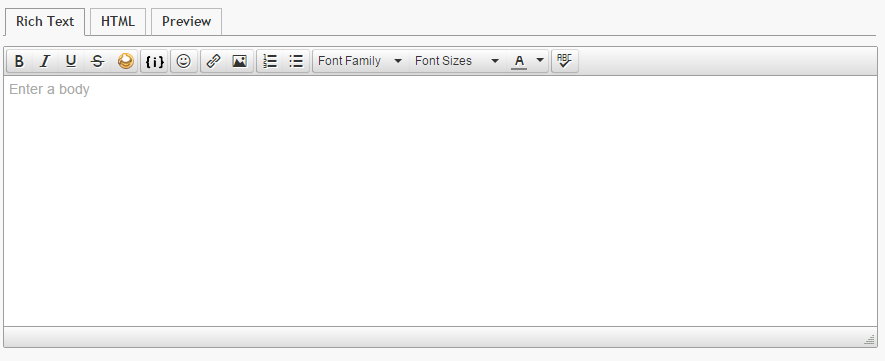 Rich Text HTML Preview
B I U S {i} Font Family Font Sizes A ABC
Enter a body